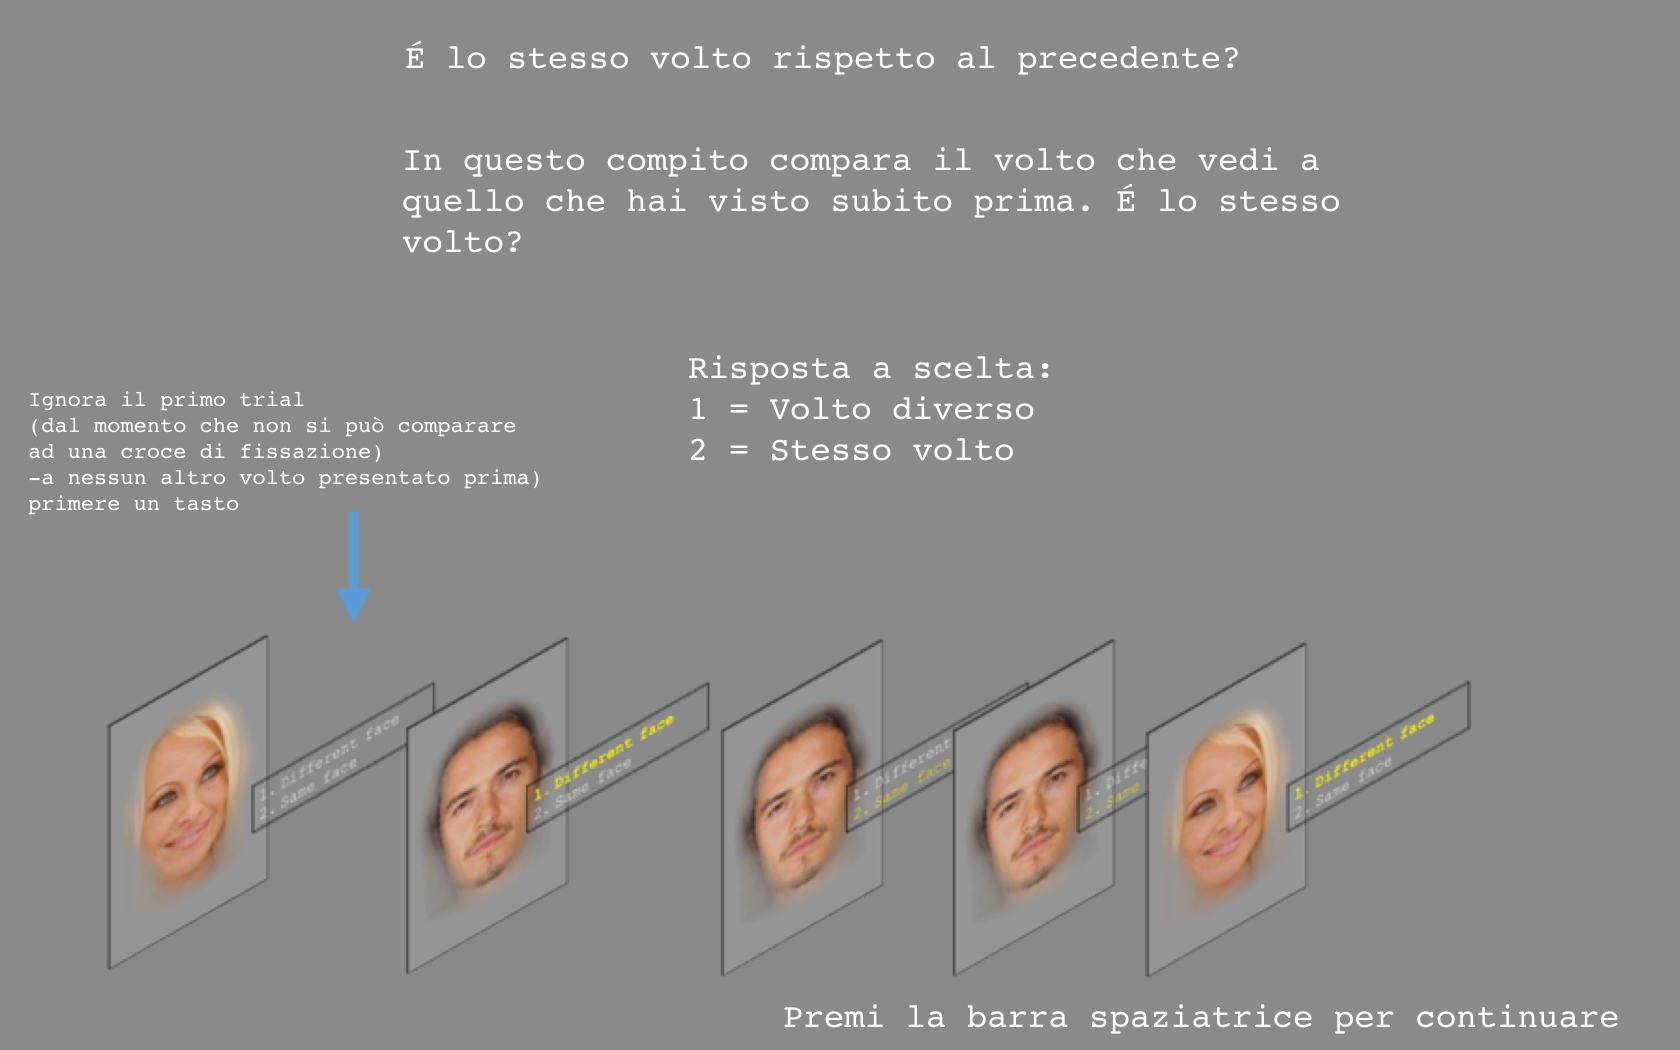 É lo stesso volto rispetto al precedente?
In questo compito compara il volto che vedi a
quello che hai visto subito prima. É lo stesso
volto?
Risposta a scelta:
1 = Volto diverso
2 = Stesso volto
Ignora il primo trial
(dal momento che non si può comparare
ad una croce di fissazione)
-a nessun altro volto presentato prima)
primere un tasto
1. Different face
2. Same face
1. Different face
2. Same face
1. Different
2. Same face
1. Diffe
2. Same
1. Different face
2. Same face
Premi la barra spaziatrice per continuare